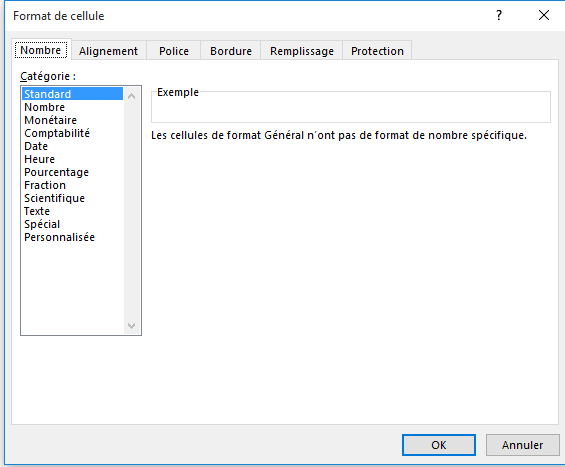 Format de cellule
?
Nombre Alignement Police Bordure Remplissage Protection
Catégorie :
Standard
Nombre
Monétaire
Comptabilité
Date
Heure
Pourcentage
Fraction
Scientifique
Texte
Spécial
Personnalisée
Exemple
Les cellules de format Général n'ont pas de format de nombre spécifique.
OK Annuler